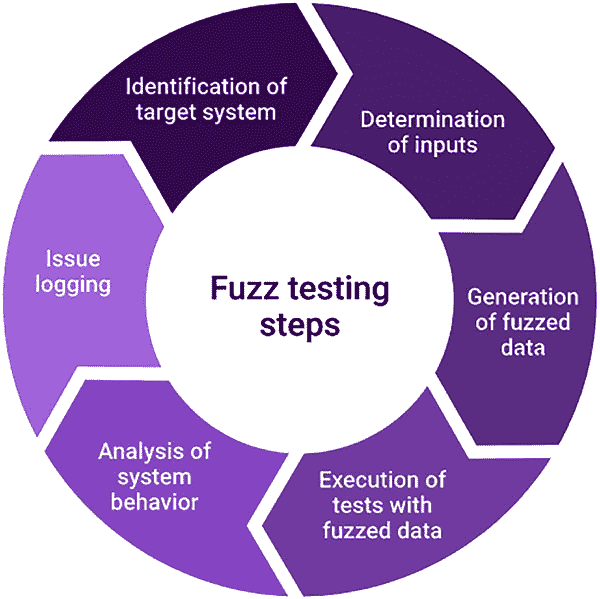 Fuzz testing
steps
Identification of
target system
Determination
of inputs
Generation
of fuzzed
data
Execution of
tests with
fuzzed data
Analysis of
system
behavior
Issue
logging